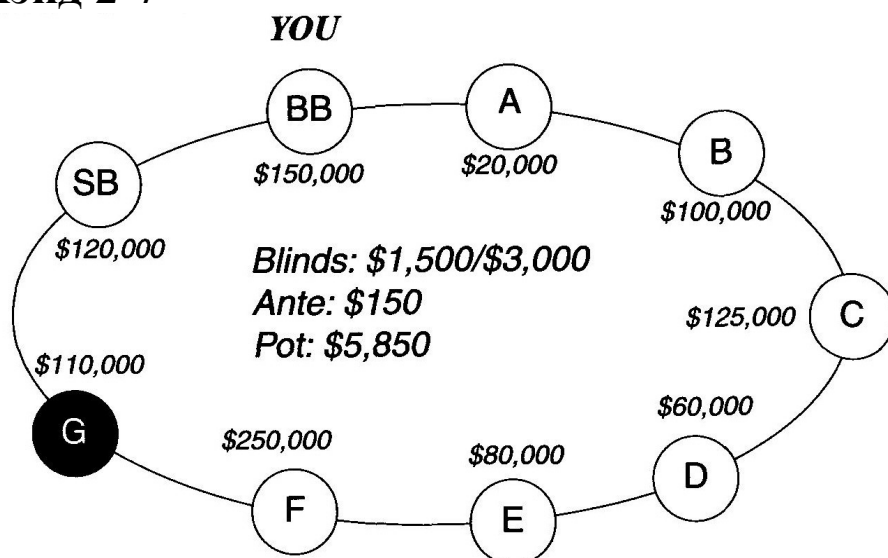 YOU
BB
A
B
SB
$150,000
$20,000
$100,000
$120,000
Blinds: $1,500/$3,000
Ante: $150
Pot: $5,850
$125,000
C
$110,000
$60,000
G
$250,000
$80,000
D
F
E